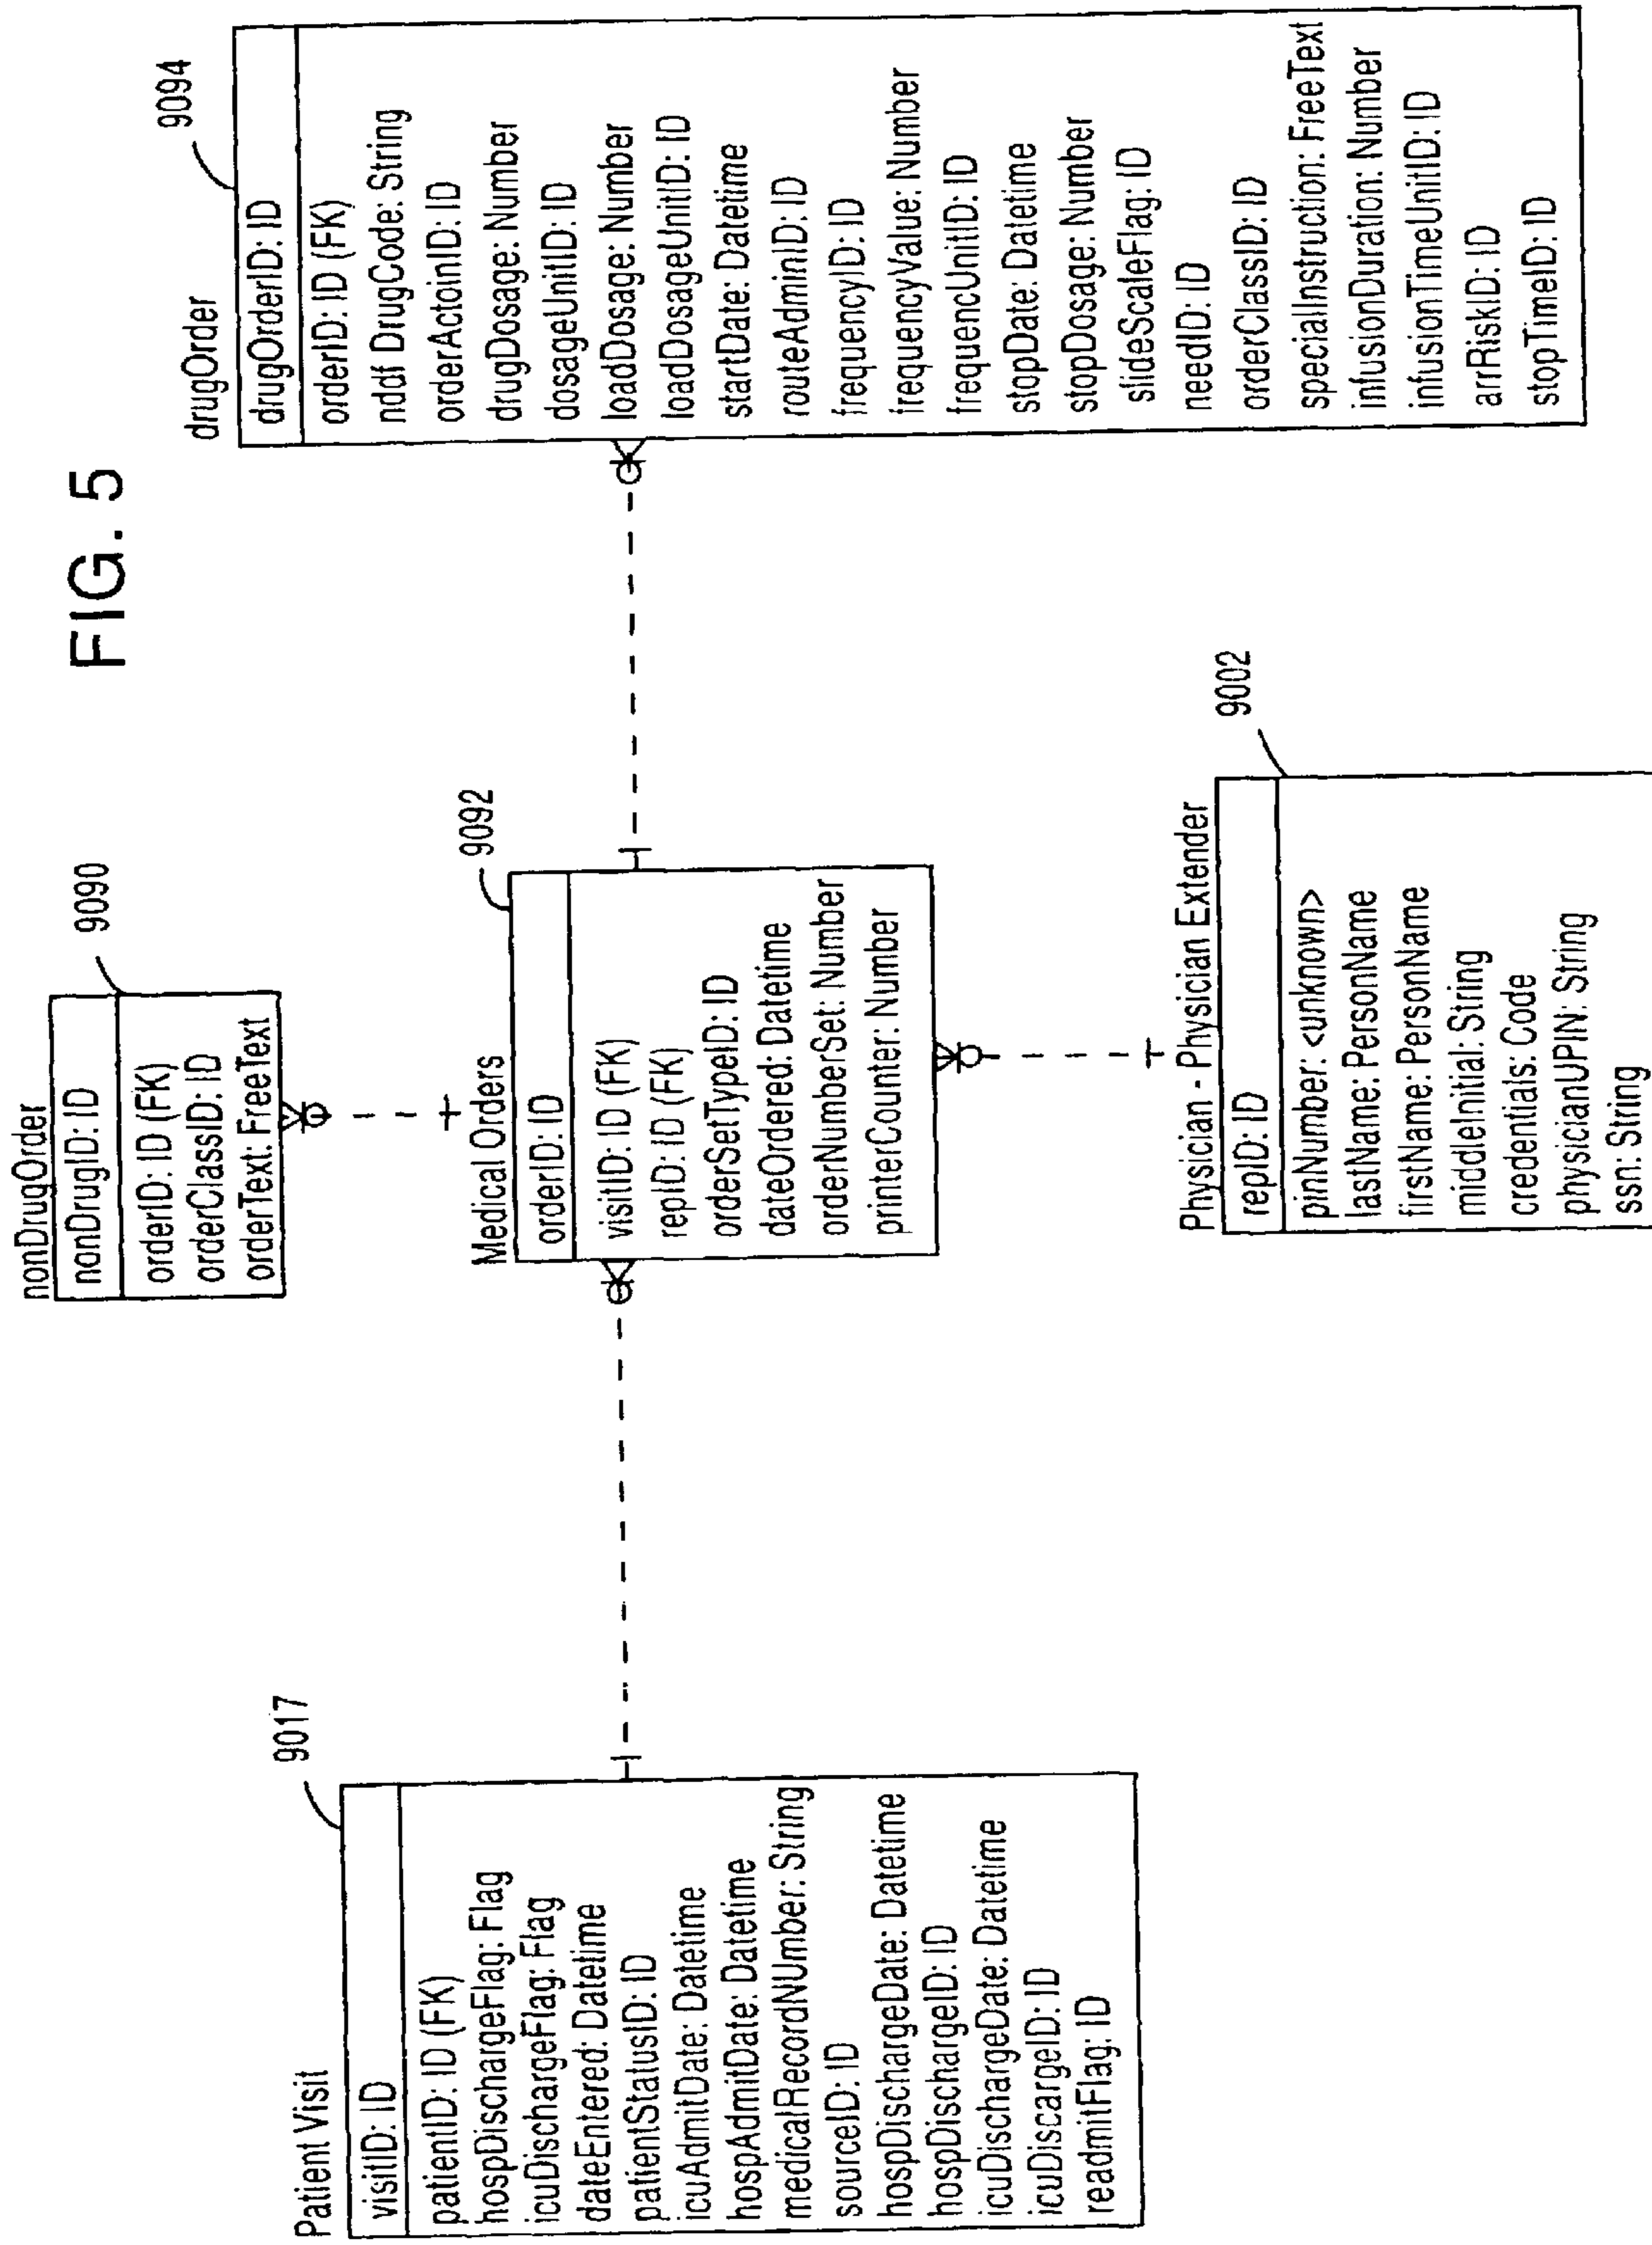 FIG. 5
nonDrugOrder
9090
nonDrugID: ID
orderID: ID (FK)
orderClassID: ID
orderText: FreeText
drugOrder
9094
drugOrderID: ID
orderID: ID (FK)
nddf DrugCode: String
orderActoinID: ID
drugDosage: Number
dosageUnitID: ID
loadDosage: Number
loadDosageUnitID: ID
startDate: Datetime
routeAdminID: ID
frequencyID: ID
frequencyValue: Number
frequencUnitID: ID
stopDate: Datetime
stopDosage: Number
slideScaleFlag: ID
needID: ID
orderClassID: ID
specialInstruction: FreeText
infusionDuration: Number
infusionTimeUnitID: ID
arrRiskID: ID
stopTimeID: ID
Patient Visit
9017
visitID: ID
patientID: ID (FK)
hospDischargeFlag: Flag
icuDischargeFlag: Flag
dateEntered: Datetime
patientStatusID: ID
icuAdmitDate: Datetime
hospAdmitDate: Datetime
medicalRecordNUmber: String
sourceID: ID
hospDischargeDate: Datetime
hospDischargeID: ID
icuDischargeDate: Datetime
icuDiscargeID: ID
readmitFlag: ID
Medical Orders
9092
orderID: ID
visitID: ID (FK)
repID: ID (FK)
orderSetTypeID: ID
dateOrdered: Datetime
orderNumberSet: Number
printerCounter: Number
Physician - Physician Extender
9002
repID: ID
pinNumber: <unknown>
lastName: PersonName
firstName: PersonName
middleInitial: String
credentials: Code
physicianUPIN: String
ssn: String